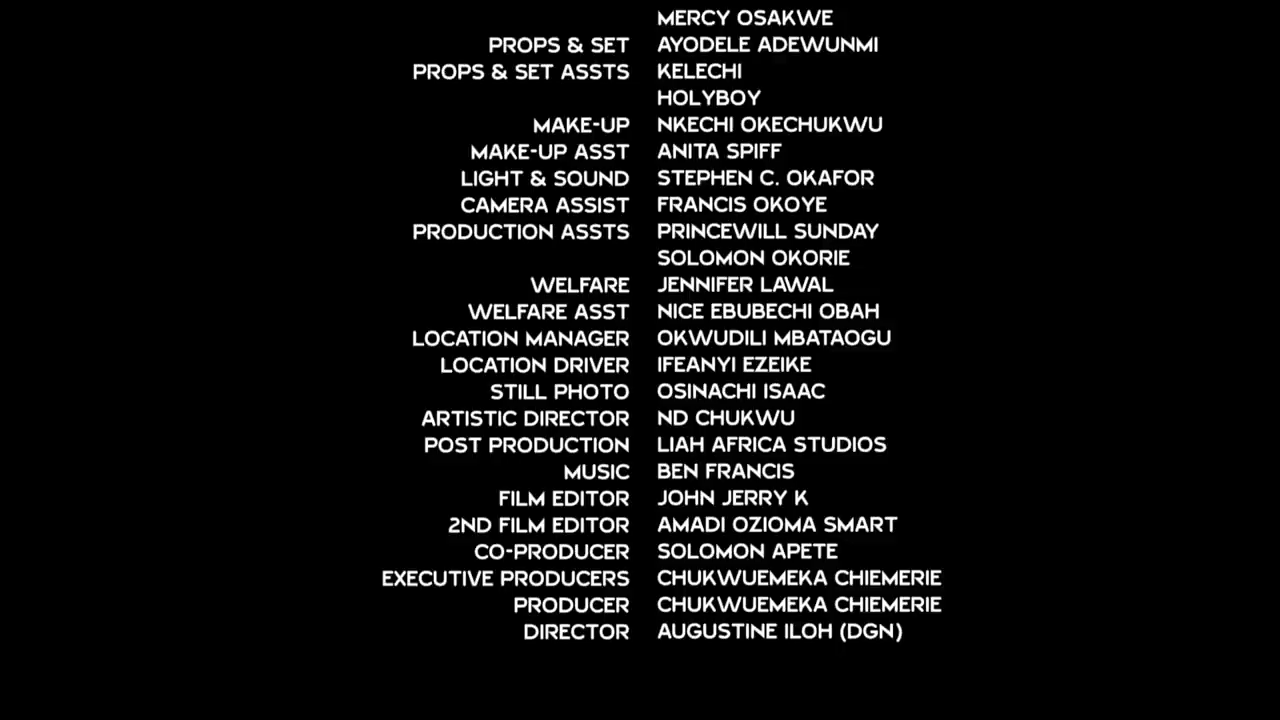 MERCY OSAKWE
PROPS & SET AYODELE ADEWUNMI
PROPS & SET ASSTS KELECHI
HOLYBOY
MAKE-UP NKECHI OKECHUKWU
MAKE-UP ASST ANITA SPIFF
LIGHT & SOUND STEPHEN C. OKAFOR
CAMERA ASSIST FRANCIS OKOYE
PRODUCTION ASSTS PRINCEWILL SUNDAY
SOLOMON OKORIE
WELFARE JENNIFER LAWAL
WELFARE ASST NICE EBUBECHI OBAH
LOCATION MANAGER OKWUDILI MBATAOGU
LOCATION DRIVER IFEANYI EZEIKE
STILL PHOTO OSINACHI ISAAC
ARTISTIC DIRECTOR ND CHUKWU
POST PRODUCTION LIAH AFRICA STUDIOS
MUSIC BEN FRANCIS
FILM EDITOR JOHN JERRY K
2ND FILM EDITOR AMADI OZIOMA SMART
CO-PRODUCER SOLOMON APETE
EXECUTIVE PRODUCERS CHUKWUEMEKA CHIEMERIE
PRODUCER CHUKWUEMEKA CHIEMERIE
DIRECTOR AUGUSTINE ILOH (DGN)